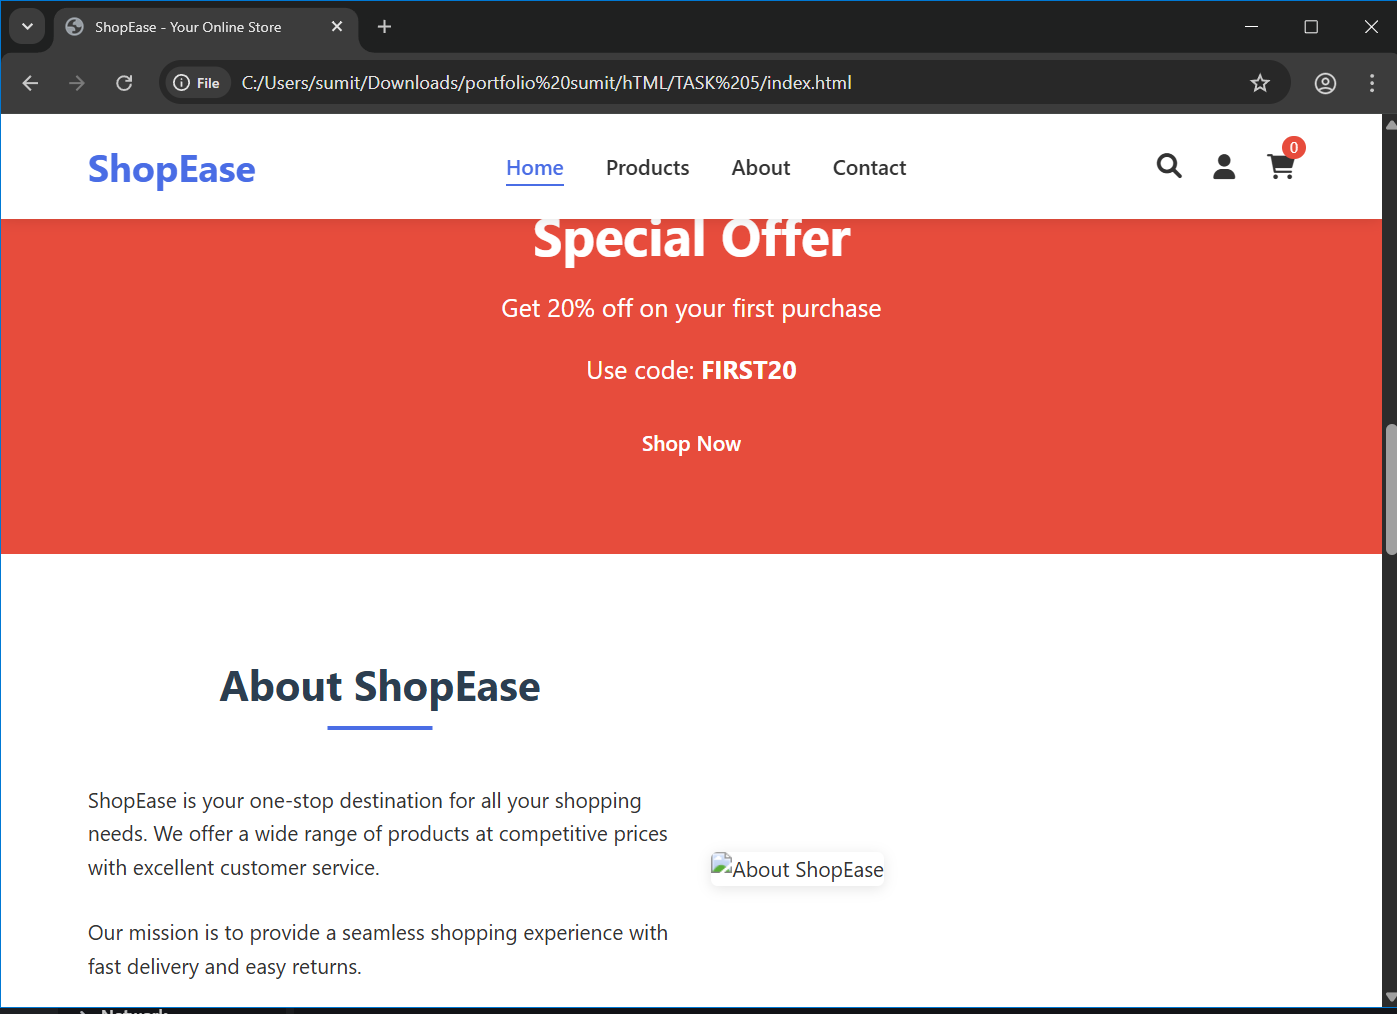 ShopEase - Your Online Store
File
C:/Users/sumit/Downloads/portfolio%20sumit/hTML/TASK%205/index.html
ShopEase
Home
Products
About
Contact
0
Special Offer
Get 20% off on your first purchase
Use code: FIRST20
Shop Now
About ShopEase
ShopEase is your one-stop destination for all your shopping
needs. We offer a wide range of products at competitive prices
with excellent customer service.
About ShopEase
Our mission is to provide a seamless shopping experience with
fast delivery and easy returns.
Network